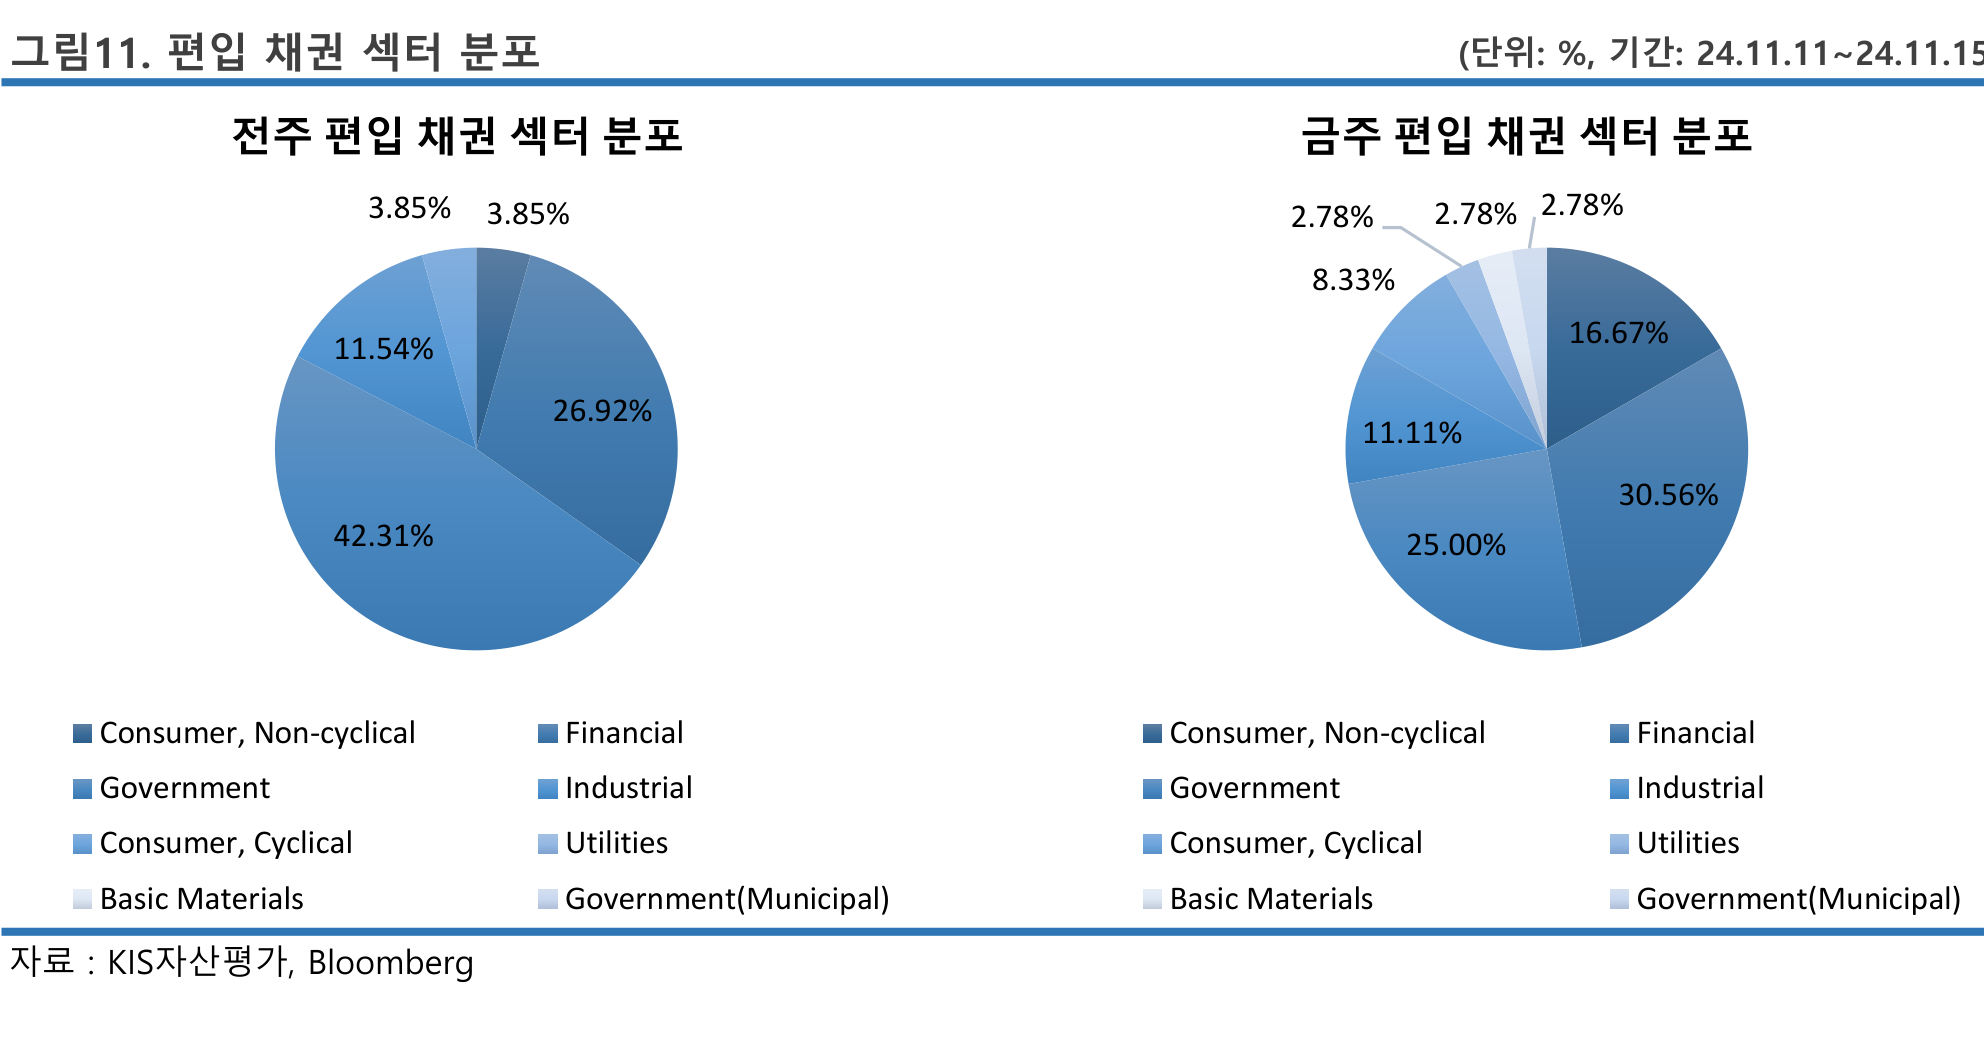 그림11. 편입 채권 섹터 분포
(단위: %, 기간: 24.11.11~24.11.15
전주 편입 채권 섹터 분포
3.85%
3.85%
11.54%
26.92%
42.31%
Consumer, Non-cyclical
Financial
Government
Industrial
Consumer, Cyclical
Utilities
Basic Materials
Government(Municipal)
금주 편입 채권 섹터 분포
2.78%
2.78%
2.78%
8.33%
16.67%
11.11%
30.56%
25.00%
Consumer, Non-cyclical
Financial
Government
Industrial
Consumer, Cyclical
Utilities
Basic Materials
Government(Municipal)
자료 : KIS자산평가, Bloomberg